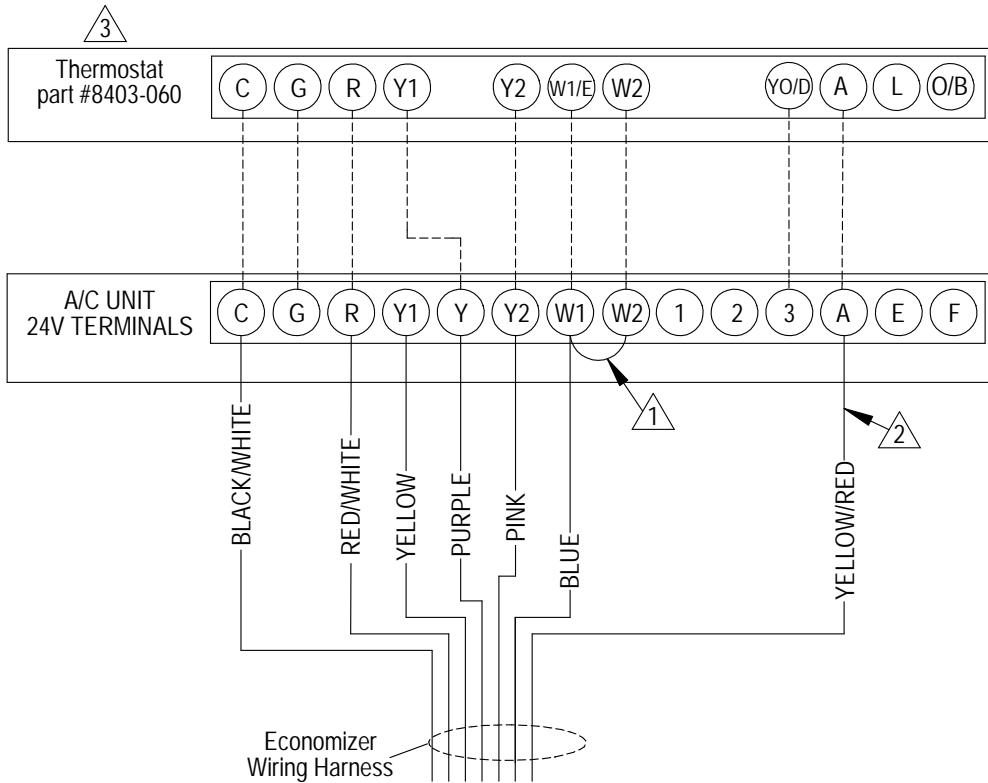 3
Thermostat
part #8403-060
C G R Y1 Y2 W1/E W2 YO/D A L O/B
A/C UNIT
24V TERMINALS
C G R Y1 Y Y2 W1 W2 1 2 3 A E F
1
2
BLACK/WHITE
RED/WHITE
YELLOW
PURPLE
PINK
BLUE
YELLOW/RED
Economizer
Wiring Harness